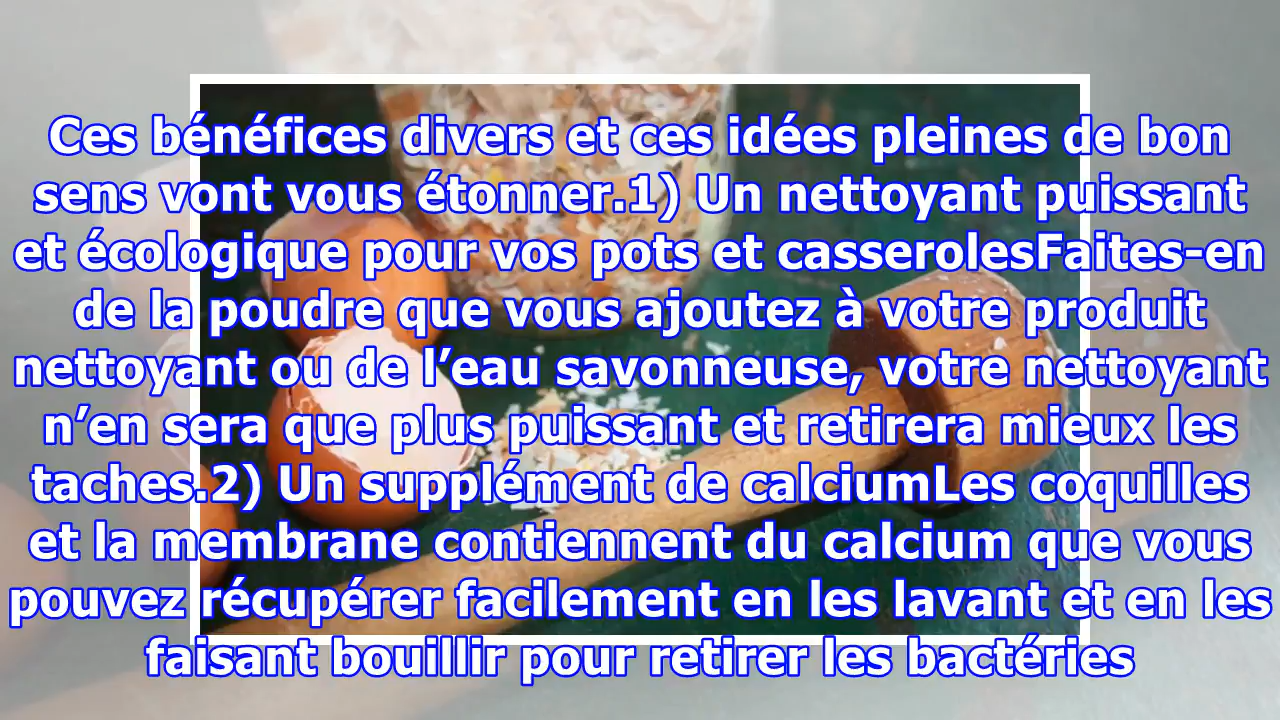 Ces bénéfices divers et ces idées pleines de bon
sens vont vous étonner.1) Un nettoyant puissant
et écologique pour vos pots et casserolesFaites-en
de la poudre que vous ajoutez à votre produit
nettoyant ou de l’eau savonneuse, votre nettoyant
n’en sera que plus puissant et retirera mieux les
taches.2) Un supplément de calciumLes coquilles
et la membrane contiennent du calcium que vous
pouvez récupérer facilement en les lavant et en les
faisant bouillir pour retirer les bactéries